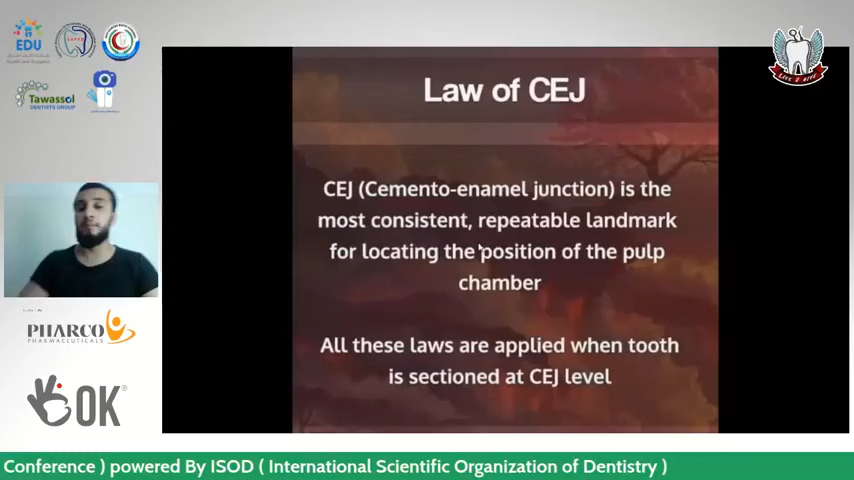 EDU
Tawassol
DENTISTS GROUP
Law of CEJ
CEJ (Cemento-enamel junction) is the
most consistent, repeatable landmark
for locating the position of the pulp
chamber
All these laws are applied when tooth
is sectioned at CEJ level
PHARCO
PHARMACEUTICALS
OK
Conference ) powered By ISOD ( International Scientific Organization of Dentistry )